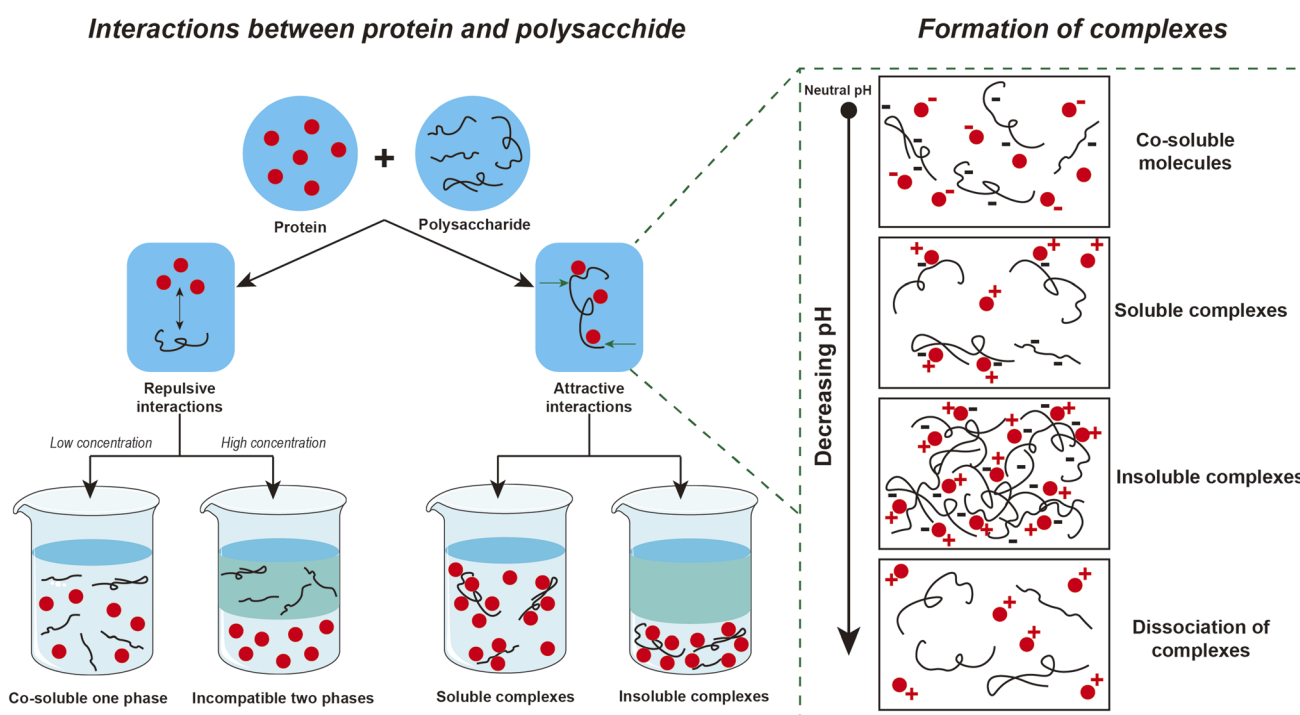 Interactions between protein and polysacchide
Protein
+
Polysaccharide
Repulsive
interactions
Attractive
interactions
Low concentration
High concentration
Co-soluble one phase
Incompatible two phases
Soluble complexes
Insoluble complexes
Formation of complexes
Neutral pH
Decreasing pH
Co-soluble
molecules
Soluble complexes
Insoluble complexes
Dissociation of
complexes